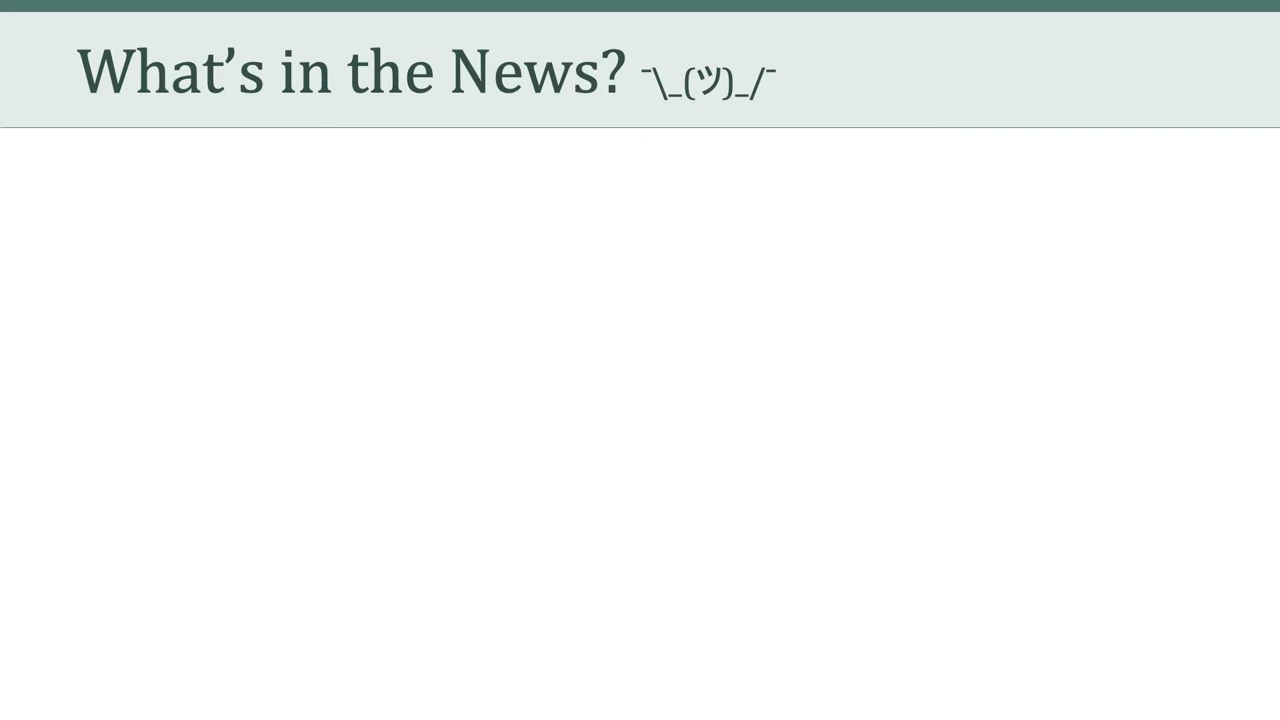 What’s in the News? ¯\_(ツ)_/¯